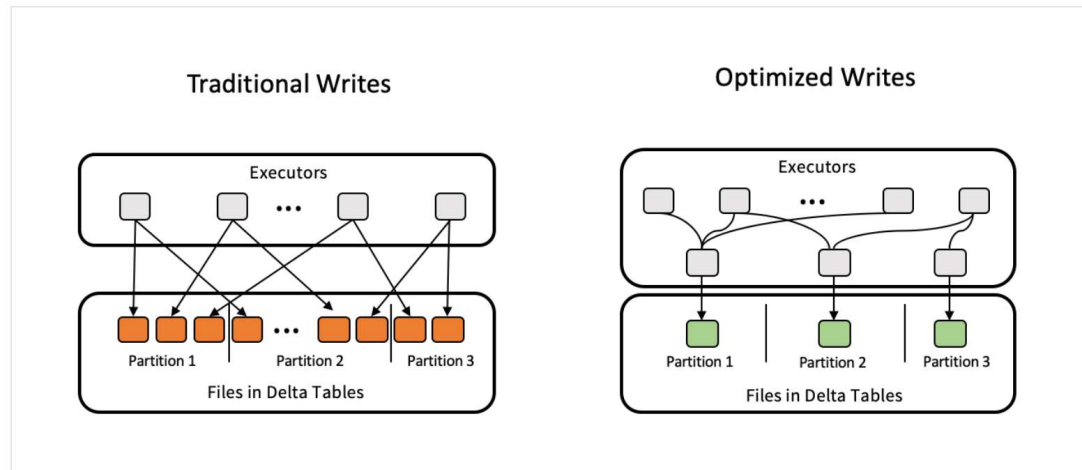 Traditional Writes
Executors
...
...
Partition 1
Partition 2
Partition 3
Files in Delta Tables
Optimized Writes
Executors
...
Partition 1
Partition 2
Partition 3
Files in Delta Tables